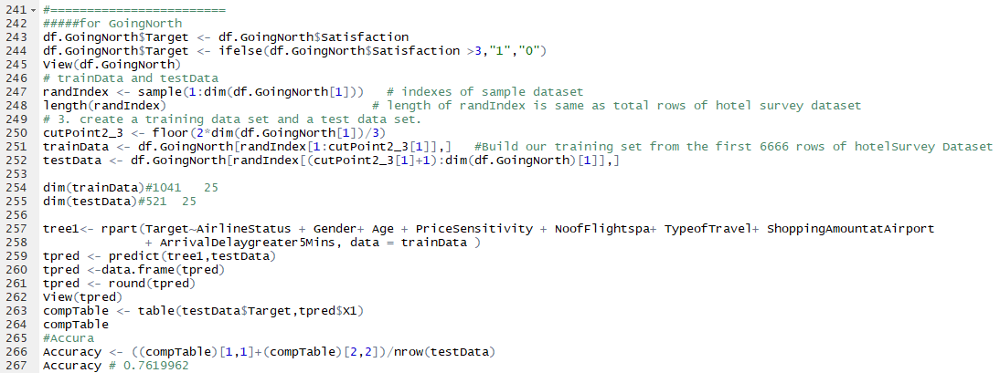 241 #========================
242 #####for GoingNorth
243 df.GoingNorth$Target <- df.GoingNorth$Satisfaction
244 df.GoingNorth$Target <- ifelse(df.GoingNorth$Satisfaction >3,"1","0")
245 View(df.GoingNorth)
246 # trainData and testData
247 randIndex <- sample(1:dim(df.GoingNorth[1])) # indexes of sample dataset
248 length(randIndex) # length of randIndex is same as total rows of hotel survey dataset
249 # 3. create a training data set and a test data set.
250 cutPoint2_3 <- floor(2*dim(df.GoingNorth[1])/3)
251 trainData <- df.GoingNorth[randIndex[1:cutPoint2_3[1]],] #Build our training set from the first 6666 rows of hotelSurvey Dataset
252 testData <- df.GoingNorth[randIndex[(cutPoint2_3[1]+1):dim(df.GoingNorth)[1]],]
253
254 dim(trainData)#1041 25
255 dim(testData)#521 25
256
257 tree1<- rpart(Target~AirlineStatus + Gender+ Age + PriceSensitivity + NoofFlightspa+ TypeofTravel+ ShoppingAmountatAirport
258 + ArrivalDelaygreater5Mins, data = trainData )
259 tpred <- predict(tree1,testData)
260 tpred <-data.frame(tpred)
261 tpred <- round(tpred)
262 View(tpred)
263 compTable <- table(testData$Target,tpred$X1)
264 compTable
265 #Accura
266 Accuracy <- ((compTable)[1,1]+(compTable)[2,2])/nrow(testData)
267 Accuracy # 0.7619962